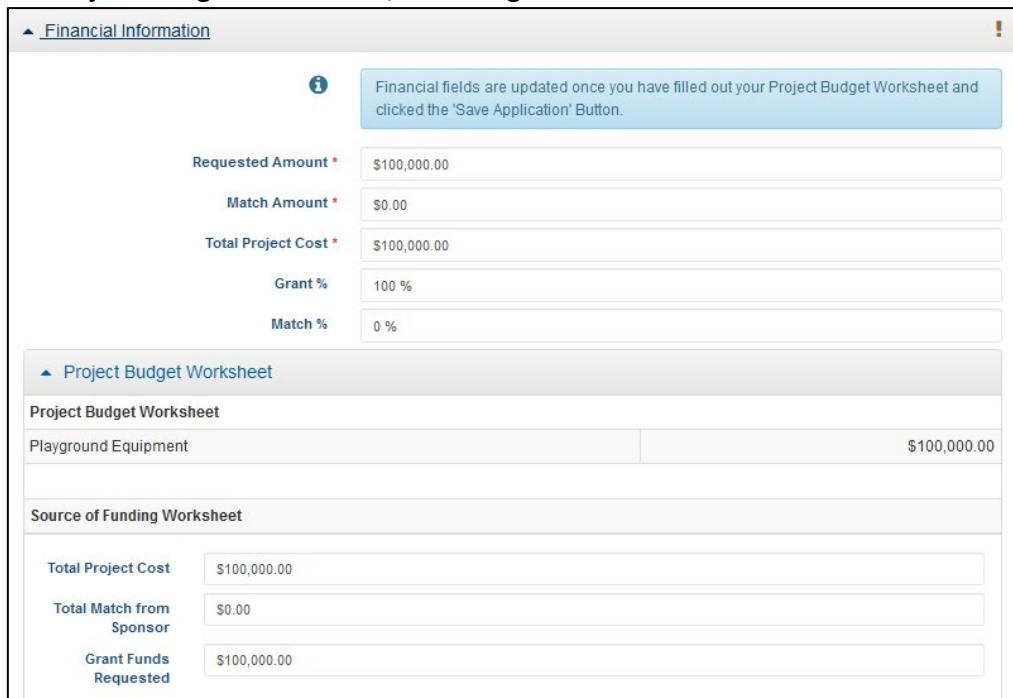 Financial Information !
Financial fields are updated once you have filled out your Project Budget Worksheet and
clicked the 'Save Application' Button.
Requested Amount * $100,000.00
Match Amount * $0.00
Total Project Cost * $100,000.00
Grant % 100 %
Match % 0 %
Project Budget Worksheet
Project Budget Worksheet
Playground Equipment $100,000.00
Source of Funding Worksheet
Total Project Cost $100,000.00
Total Match from
Sponsor $0.00
Grant Funds
Requested $100,000.00